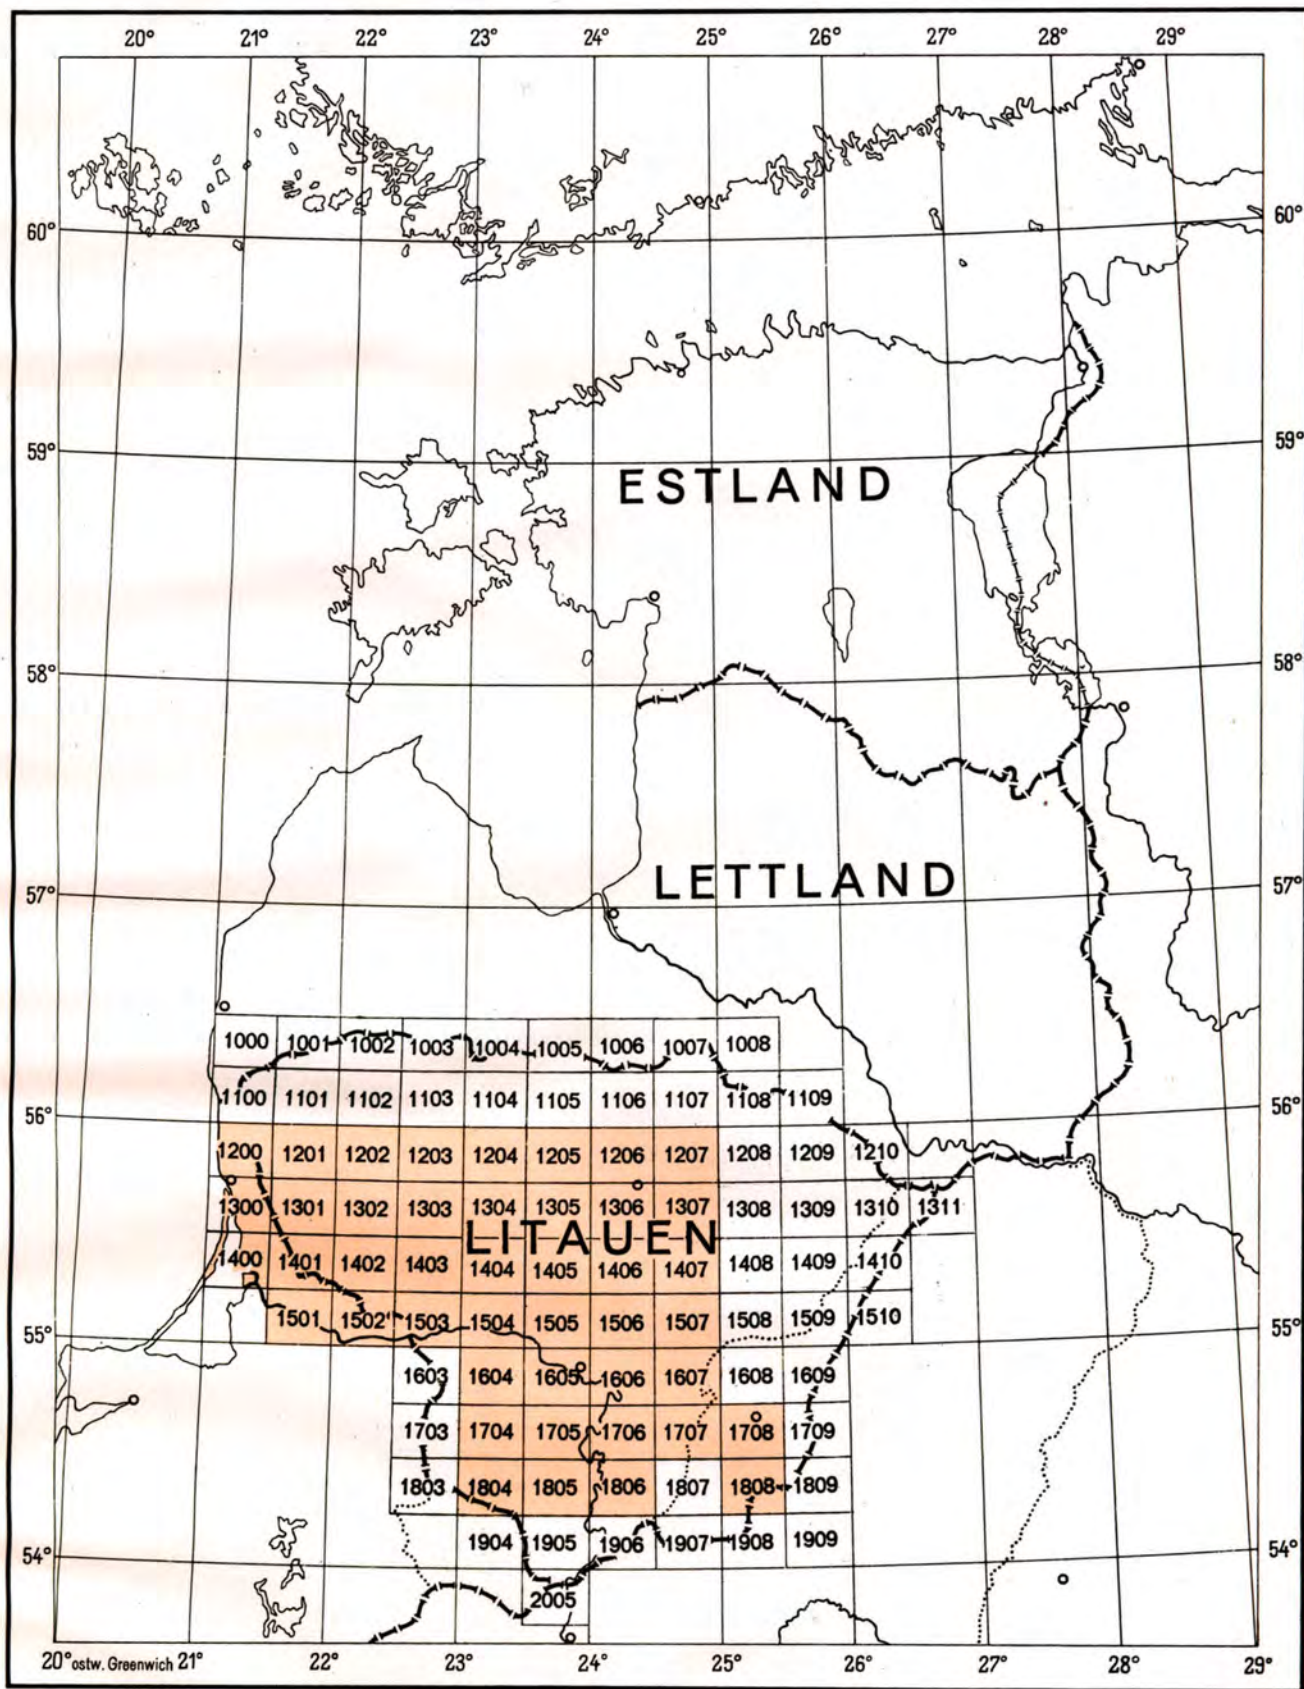 20° 21° 22° 23° 24° 25° 26° 27° 28° 29°
60° 60°
59° 59°
ESTLAND
58° 58°
LETTLAND
57° 57°
1000 1001 1002 1003 1004 1005 1006 1007 1008
1100 1101 1102 1103 1104 1105 1106 1107 1108 1109
56° 56°
1200 1201 1202 1203 1204 1205 1206 1207 1208 1209 1210
1300 1301 1302 1303 1304 1305 1306 1307 1308 1309 1310 1311
LITAUEN
1400 1401 1402 1403 1404 1405 1406 1407 1408 1409 1410
1501 1502 1503 1504 1505 1506 1507 1508 1509 1510
55° 55°
1603 1604 1605 1606 1607 1608 1609
1703 1704 1705 1706 1707 1708 1709
1803 1804 1805 1806 1807 1808 1809
1904 1905 1906 1907 1908 1909
54° 54°
2005
20° ostw. Greenwich 21° 22° 23° 24° 25° 26° 27° 28° 29°